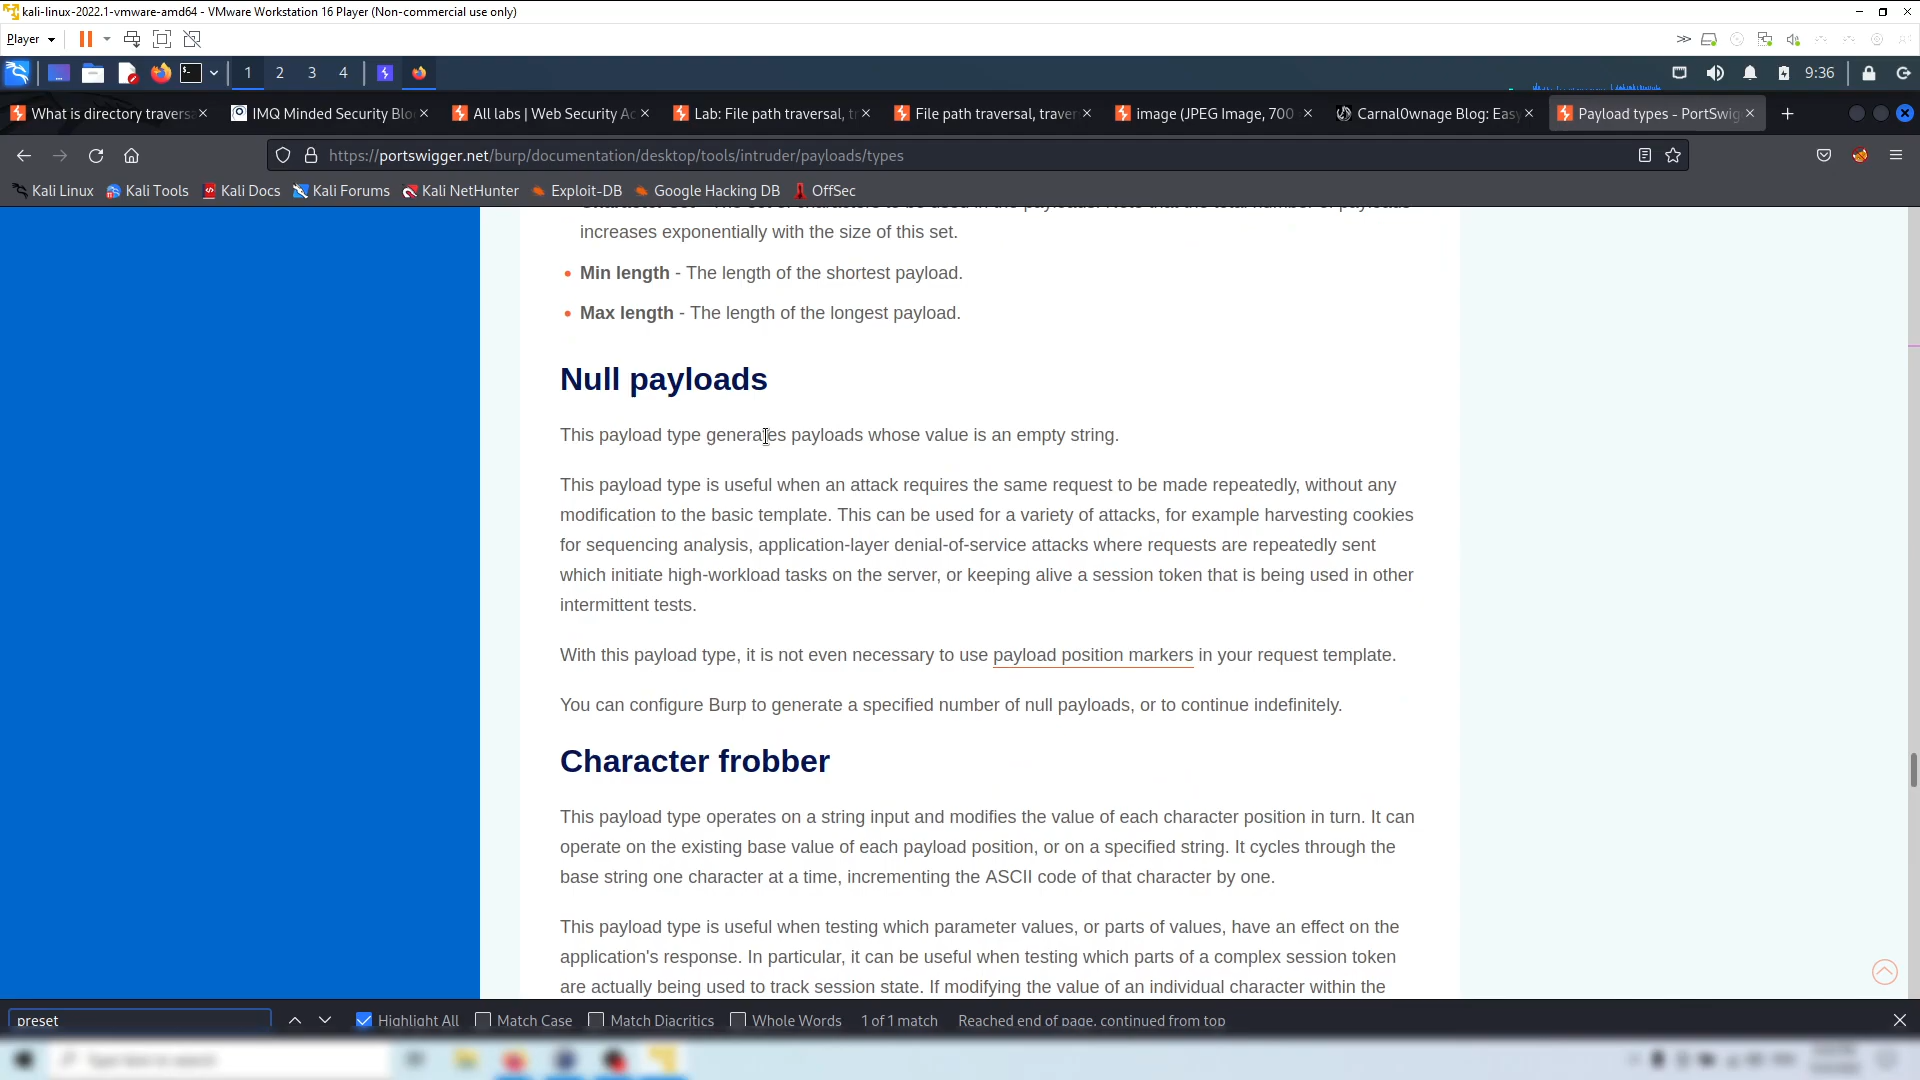 kali-linux-2022.1-vmware-amd64 - VMware Workstation 16 Player (Non-commercial use only)
Player
1 2 3 4 9:36
What is directory travers
IMQ Minded Security Blo
All labs | Web Security Ac
Lab: File path traversal, t
File path traversal, traver
image (JPEG Image, 700
Carnal0wnage Blog: Easy
Payload types - PortSwig
https://portswigger.net/burp/documentation/desktop/tools/intruder/payloads/types
Kali Linux Kali Tools Kali Docs Kali Forums Kali NetHunter Exploit-DB Google Hacking DB OffSec
increases exponentially with the size of this set.
• Min length - The length of the shortest payload.
• Max length - The length of the longest payload.
Null payloads
This payload type generates payloads whose value is an empty string.
This payload type is useful when an attack requires the same request to be made repeatedly, without any
modification to the basic template. This can be used for a variety of attacks, for example harvesting cookies
for sequencing analysis, application-layer denial-of-service attacks where requests are repeatedly sent
which initiate high-workload tasks on the server, or keeping alive a session token that is being used in other
intermittent tests.
With this payload type, it is not even necessary to use payload position markers in your request template.
You can configure Burp to generate a specified number of null payloads, or to continue indefinitely.
Character frobber
This payload type operates on a string input and modifies the value of each character position in turn. It can
operate on the existing base value of each payload position, or on a specified string. It cycles through the
base string one character at a time, incrementing the ASCII code of that character by one.
This payload type is useful when testing which parameter values, or parts of values, have an effect on the
application's response. In particular, it can be useful when testing which parts of a complex session token
are actually being used to track session state. If modifying the value of an individual character within the
preset Highlight All Match Case Match Diacritics Whole Words 1 of 1 match Reached end of page, continued from top
Type here to search